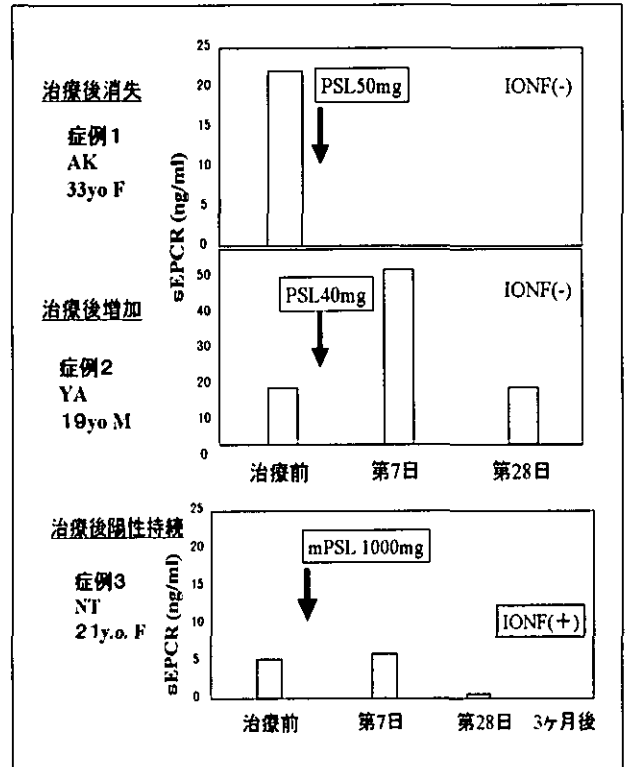 治療後消失
症例1
AK
33yo F
sEPCR (ng/ml)
25
20
15
10
5
0
PSL50mg
IONF(-)
治療後増加
症例2
YA
19yo M
50
40
30
20
10
0
PSL40mg
IONF(-)
治療前 第7日 第28日
治療後陽性持続
症例3
NT
21y.o. F
sEPCR (ng/ml)
25
20
15
10
5
0
mPSL 1000mg
IONF(+)
治療前 第7日 第28日 3ヶ月後